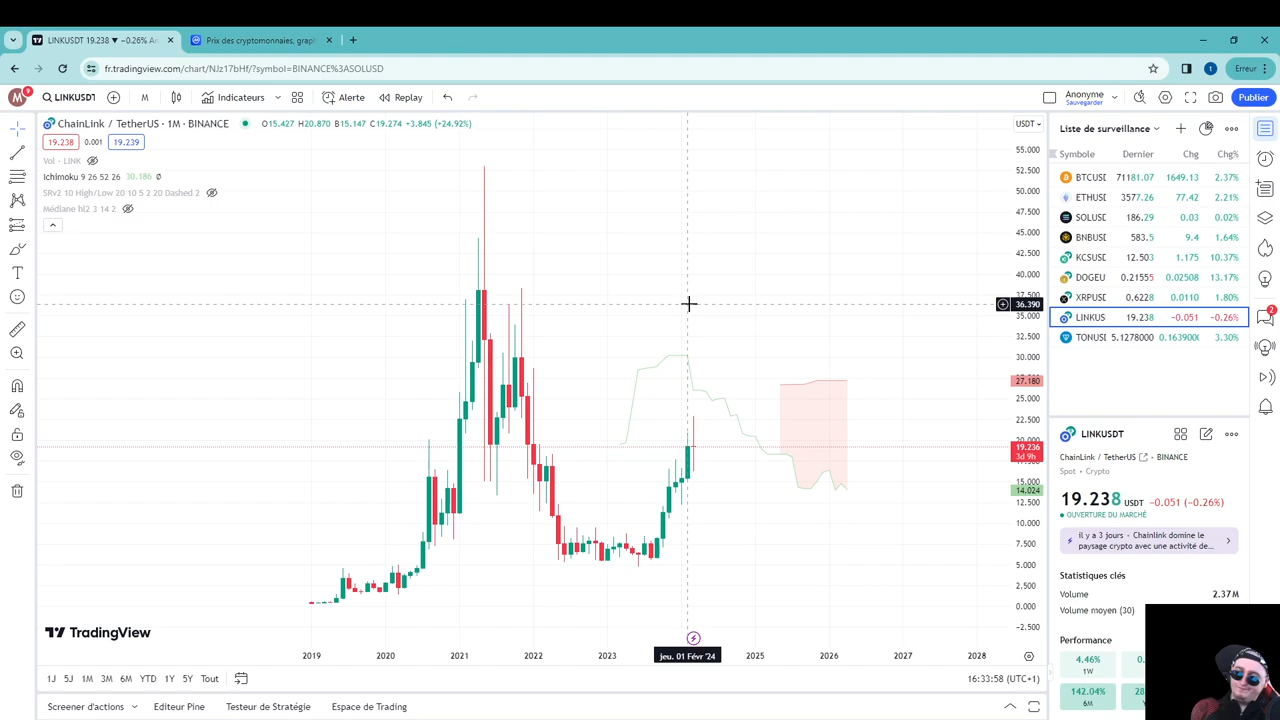 LINKUSDT 19.238 ▼ −0.26% An
Prix des cryptomonnaies, grap
fr.tradingview.com/chart/NJz17bHf/?symbol=BINANCE%3ASOLUSD
t
Erreur
M
9
LINKUSDT
M
Indicateurs
Alerte
Replay
Anonyme
Sauvegarder
Publier
ChainLink / TetherUS · 1M · BINANCE
O15.427 H20.870 B15.147 C19.274 +3.845 (+24.92%)
USDT
19.238
0.001
19.239
Vol · LINK
Ichimoku 9 26 52 26 30.186 Ø
SRv2 10 High/Low 20 10 5 2 20 Dashed 2
Médiane hl2 3 14 2
55.000
52.500
50.000
47.500
45.000
42.500
40.000
37.500
36.390
35.000
32.500
30.000
27.180
25.000
22.500
20.000
19.236
3d 9h
14.024
12.500
10.000
7.500
5.000
2.500
0.000
−2.500
TradingView
2019
2020
2021
2022
2023
jeu. 01 Févr '24
2025
2026
2027
2028
1J 5J 1M 3M 6M YTD 1Y 5Y Tout
16:33:58 (UTC+1)
Screener d'actions
Editeur Pine
Testeur de Stratégie
Espace de Trading
Liste de surveillance
Symbole Dernier Chg Chg%
BTCUSI 71181.07 1649.13 2.37%
ETHUSI 3577.26 77.42 2.21%
SOLUSI 186.29 0.03 0.02%
BNBUSI 583.5 9.4 1.64%
KCSUSI 12.503 1.175 10.37%
DOGEU 0.21555 0.02508 13.17%
XRPUSI 0.6228 0.0110 1.80%
LINKUS 19.238 −0.051 −0.26%
TONUSI 5.1278000 0.163900( 3.30%
2
LINKUSDT
ChainLink / TetherUS · BINANCE
Spot · Crypto
19.238 USDT −0.051 (−0.26%)
OUVERTURE DU MARCHÉ
il y a 3 jours · Chainlink domine le
paysage crypto avec une activité de...
Statistiques clés
Volume 2.37M
Volume moyen (30)
Performance
4.46%
1W
0.
142.04%
6M
28